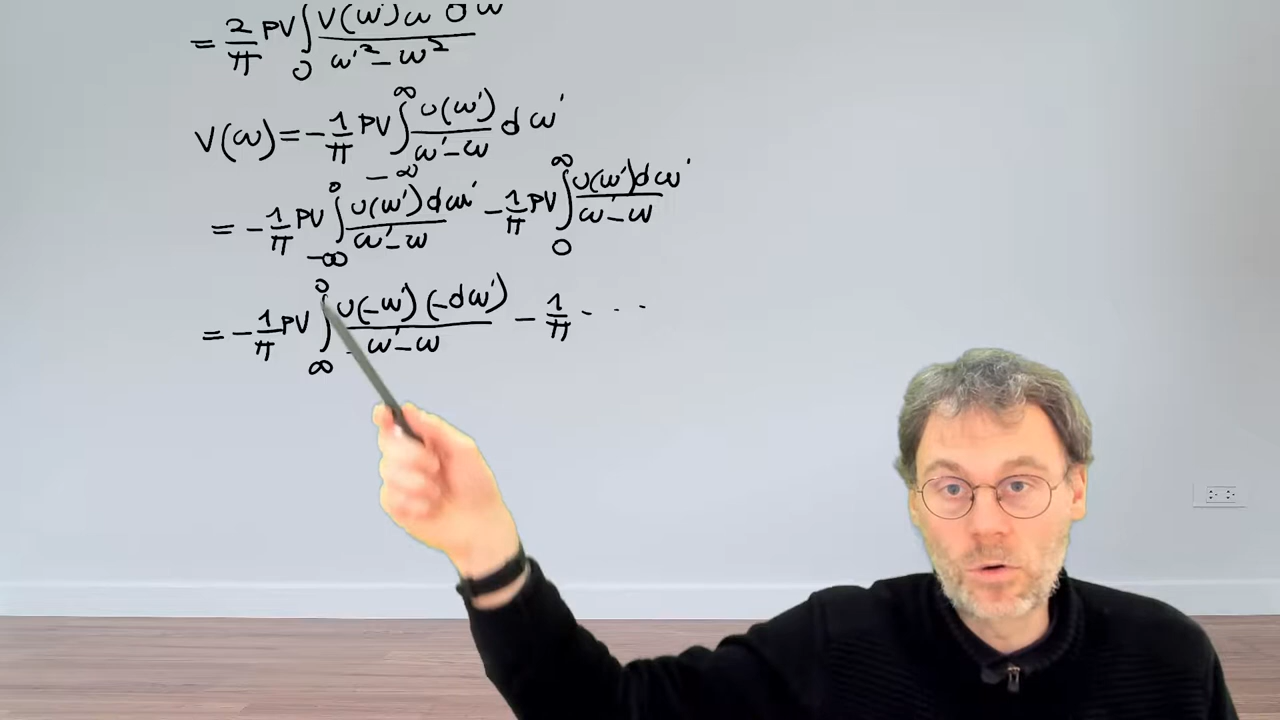 = 2/π PV ∫₀ V(ω') ω' dω' / ω'² − ω²
V(ω) = − 1/π PV ∫_{−∞}^{∞} U(ω') / ω' − ω dω'
= − 1/π PV ∫_{−∞}^{0} U(ω') dω' / ω' − ω − 1/π PV ∫_{0}^{∞} U(ω') dω' / ω' − ω
= − 1/π PV ∫_{∞}^{0} U(−ω') (−dω') / −ω' − ω − 1/π · · ·